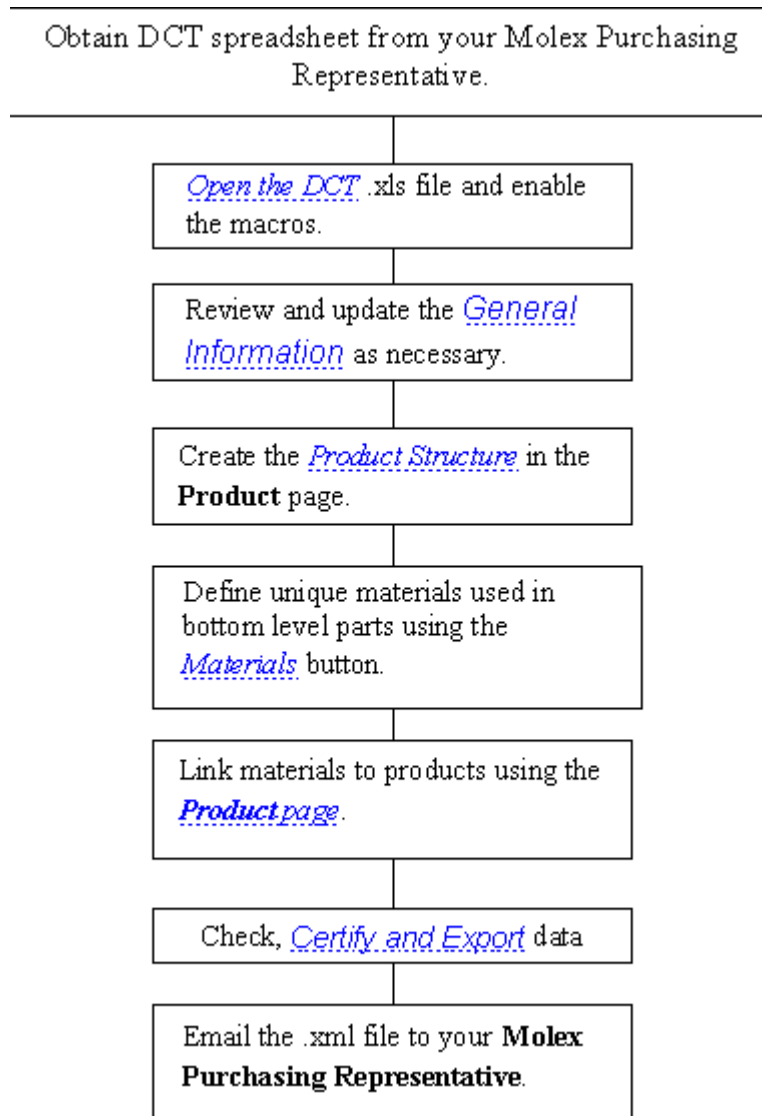 Obtain DCT spreadsheet from your Molex Purchasing
Representative.
Open the DCT .xls file and enable
the macros.
Review and update the General
Information as necessary.
Create the Product Structure in the
Product page.
Define unique materials used in
bottom level parts using the
Materials button.
Link materials to products using the
Product page.
Check, Certify and Export data
Email the .xml file to your Molex
Purchasing Representative.